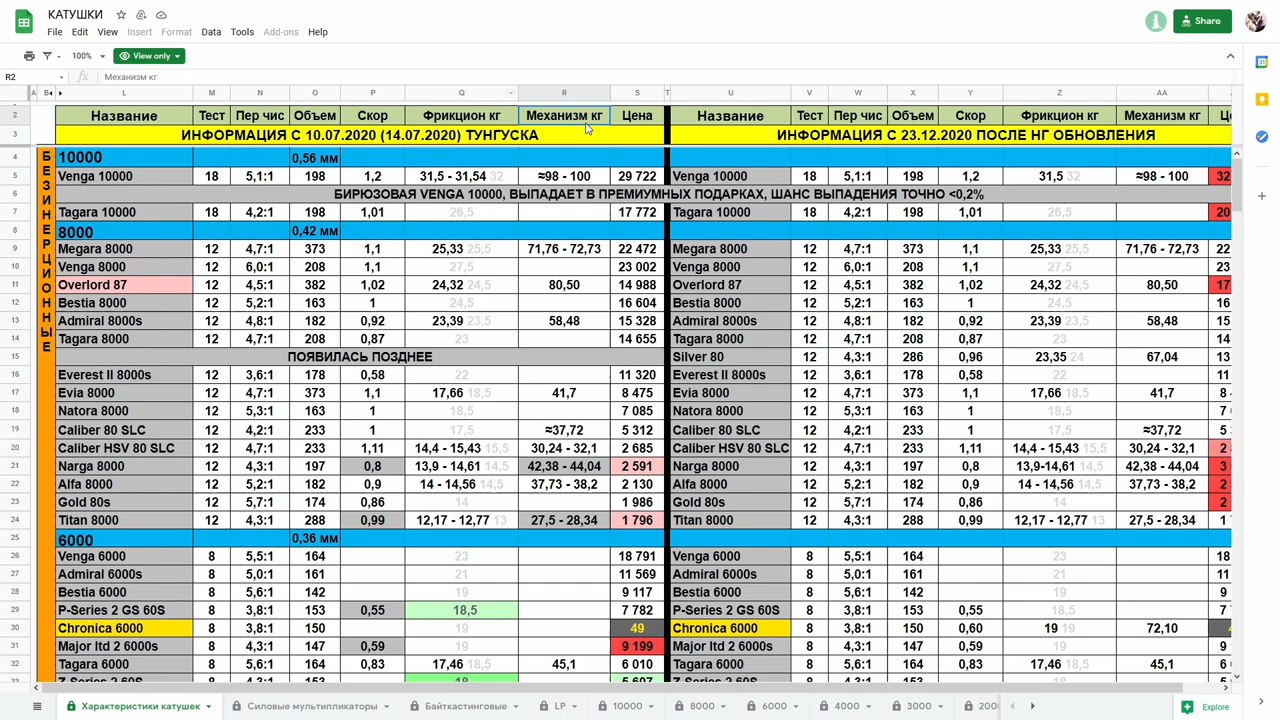 КАТУШКИ
File Edit View Insert Format Data Tools Add-ons Help
Share
100% View only
R2 fx Механизм кг
A B L M N O P Q R S T U V W X Y Z AA
2 Название Тест Пер чис Объем Скор Фрикцион кг Механизм кг Цена Название Тест Пер чис Объем Скор Фрикцион кг Механизм кг
3 ИНФОРМАЦИЯ С 10.07.2020 (14.07.2020) ТУНГУСКА ИНФОРМАЦИЯ С 23.12.2020 ПОСЛЕ НГ ОБНОВЛЕНИЯ
БЕЗИНЕРЦИОННЫЕ
4 10000 0,56 мм
5 Venga 10000 18 5,1:1 198 1,2 31,5 - 31,54 32 ≈98 - 100 29 722 Venga 10000 18 5,1:1 198 1,2 31,5 32 ≈98 - 100 32
6 БИРЮЗОВАЯ VENGA 10000, ВЫПАДАЕТ В ПРЕМИУМНЫХ ПОДАРКАХ, ШАНС ВЫПАДЕНИЯ ТОЧНО <0,2%
7 Tagara 10000 18 4,2:1 198 1,01 26,5 17 772 Tagara 10000 18 4,2:1 198 1,01 26,5 20
8 8000 0,42 мм
9 Megara 8000 12 4,7:1 373 1,1 25,33 25,5 71,76 - 72,73 22 472 Megara 8000 12 4,7:1 373 1,1 25,33 25,5 71,76 - 72,73 22
10 Venga 8000 12 6,0:1 208 1,1 27,5 23 002 Venga 8000 12 6,0:1 208 1,1 27,5 23
11 Overlord 87 12 4,5:1 382 1,02 24,32 24,5 80,50 14 988 Overlord 87 12 4,5:1 382 1,02 24,32 24,5 80,50 17
12 Bestia 8000 12 5,2:1 163 1 24,5 16 604 Bestia 8000 12 5,2:1 163 1 24,5 16
13 Admiral 8000s 12 4,8:1 182 0,92 23,39 23,5 58,48 15 328 Admiral 8000s 12 4,8:1 182 0,92 23,39 23,5 58,48 15
14 Tagara 8000 12 4,7:1 208 0,87 23 14 655 Tagara 8000 12 4,7:1 208 0,87 23 14
15 ПОЯВИЛАСЬ ПОЗДНЕЕ Silver 80 12 4,3:1 286 0,96 23,35 24 67,04 13
16 Everest II 8000s 12 3,6:1 178 0,58 22 11 320 Everest II 8000s 12 3,6:1 178 0,58 22 11
17 Evia 8000 12 4,7:1 373 1,1 17,66 18,5 41,7 8 475 Evia 8000 12 4,7:1 373 1,1 17,66 18,5 41,7 8
18 Natora 8000 12 5,3:1 163 1 18,5 7 085 Natora 8000 12 5,3:1 163 1 18,5 7
19 Caliber 80 SLC 12 4,2:1 233 1 17,5 ≈37,72 5 312 Caliber 80 SLC 12 4,2:1 233 1 17,5 ≈37,72 5
20 Caliber HSV 80 SLC 12 4,7:1 233 1,11 14,4 - 15,43 15,5 30,24 - 32,1 2 685 Caliber HSV 80 SLC 12 4,7:1 233 1,11 14,4 - 15,43 15,5 30,24 - 32,1 2
21 Narga 8000 12 4,3:1 197 0,8 13,9 - 14,61 14,5 42,38 - 44,04 2 591 Narga 8000 12 4,3:1 197 0,8 13,9-14,61 14,5 42,38 - 44,04 3
22 Alfa 8000 12 5,2:1 182 0,9 14 - 14,56 14,5 37,73 - 38,2 2 130 Alfa 8000 12 5,2:1 182 0,9 14 - 14,56 14,5 37,73 - 38,2 2
23 Gold 80s 12 5,7:1 174 0,86 14 1 986 Gold 80s 12 5,7:1 174 0,86 14 2
24 Titan 8000 12 4,3:1 288 0,99 12,17 - 12,77 13 27,5 - 28,34 1 796 Titan 8000 12 4,3:1 288 0,99 12,17 - 12,77 13 27,5 - 28,34 1
25 6000 0,36 мм
26 Venga 6000 8 5,5:1 164 23 18 791 Venga 6000 8 5,5:1 164 23 18
27 Admiral 6000s 8 5,0:1 161 21 11 569 Admiral 6000s 8 5,0:1 161 21 11
28 Bestia 6000 8 5,6:1 142 19 9 117 Bestia 6000 8 5,6:1 142 19 9
29 P-Series 2 GS 60S 8 3,8:1 153 0,55 18,5 7 782 P-Series 2 GS 60S 8 3,8:1 153 0,55 18,5 7
30 Chronica 6000 8 3,8:1 150 19 49 Chronica 6000 8 3,8:1 150 0,60 19 19 72,10
31 Major ltd 2 6000s 8 4,3:1 147 0,59 19 9 199 Major ltd 2 6000s 8 4,3:1 147 0,59 19 9
32 Tagara 6000 8 5,6:1 164 0,83 17,46 18,5 45,1 6 010 Tagara 6000 8 5,6:1 164 0,83 17,46 18,5 45,1 6
Характеристики катушек Силовые мультипликаторы Байткастинговые LP 10000 8000 6000 4000 3000 Explore